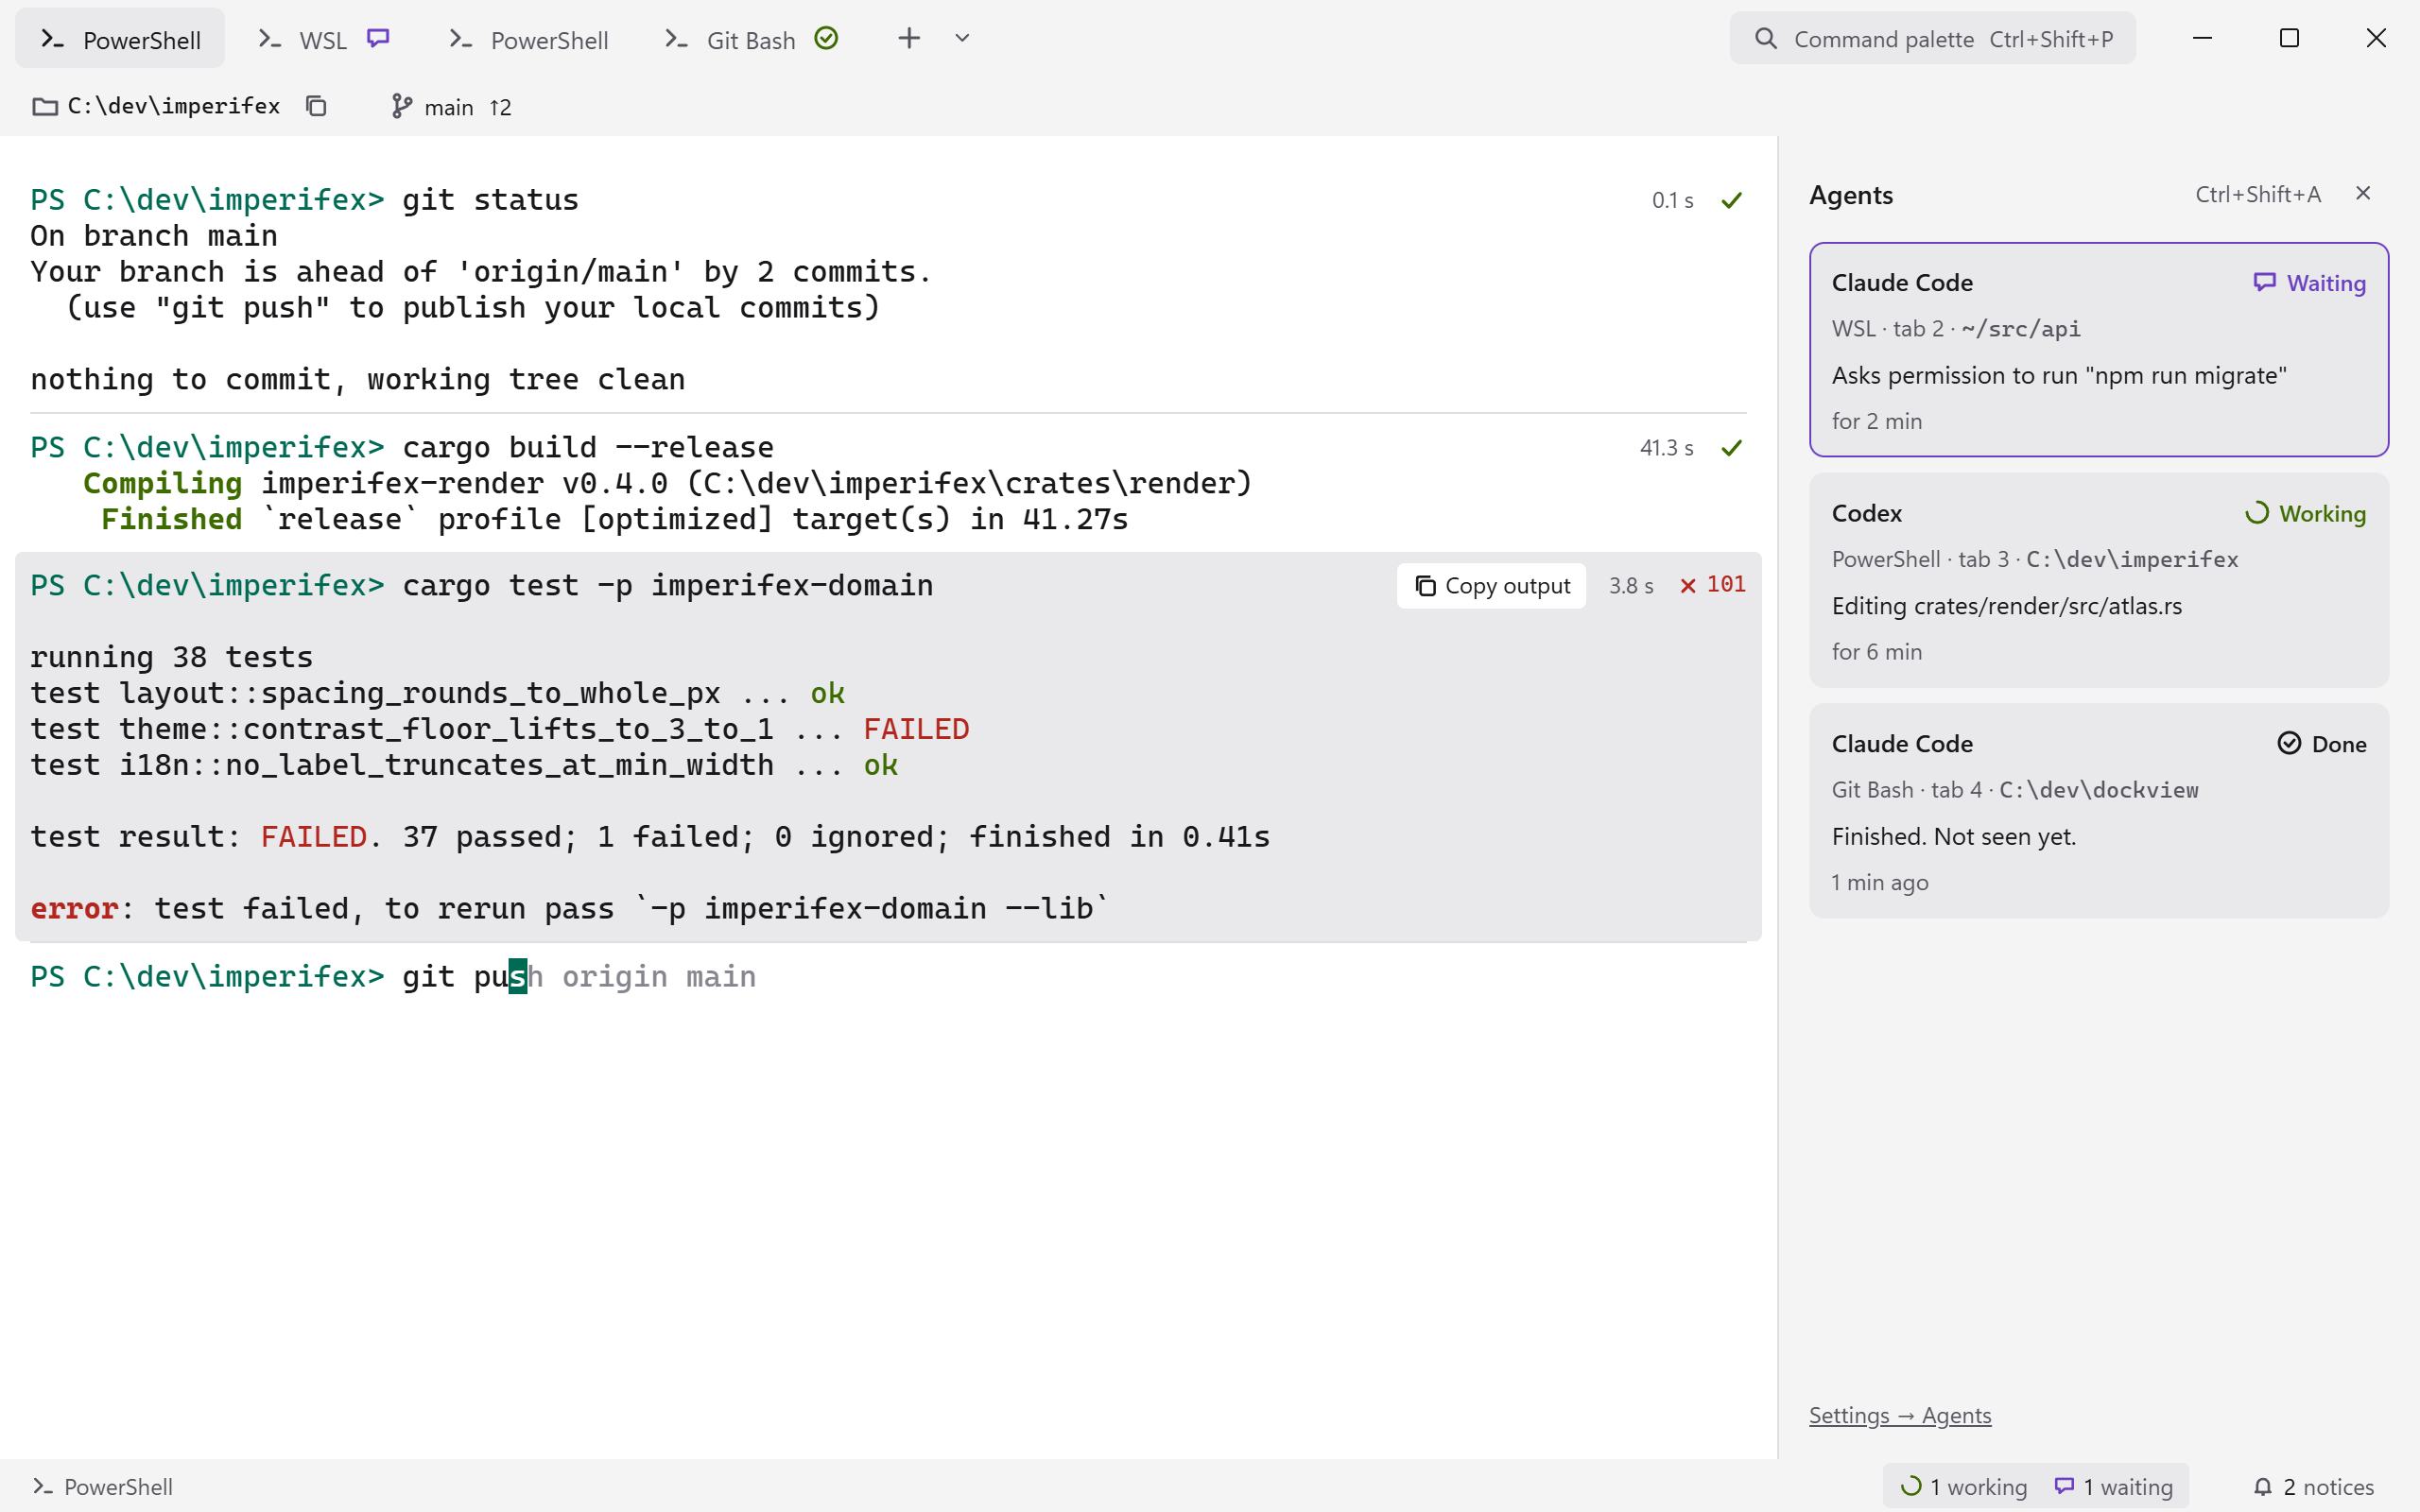 PowerShell
WSL
PowerShell
Git Bash
Command palette Ctrl+Shift+P
C:\dev\imperifex
main ↑2
PS C:\dev\imperifex> git status
0.1 s
On branch main
Your branch is ahead of 'origin/main' by 2 commits.
(use "git push" to publish your local commits)
nothing to commit, working tree clean
PS C:\dev\imperifex> cargo build --release
41.3 s
Compiling imperifex-render v0.4.0 (C:\dev\imperifex\crates\render)
Finished `release` profile [optimized] target(s) in 41.27s
PS C:\dev\imperifex> cargo test -p imperifex-domain
Copy output
3.8 s
101
running 38 tests
test layout::spacing_rounds_to_whole_px ... ok
test theme::contrast_floor_lifts_to_3_to_1 ... FAILED
test i18n::no_label_truncates_at_min_width ... ok
test result: FAILED. 37 passed; 1 failed; 0 ignored; finished in 0.41s
error: test failed, to rerun pass `-p imperifex-domain --lib`
PS C:\dev\imperifex> git push origin main
Agents
Ctrl+Shift+A
Claude Code
Waiting
WSL · tab 2 · ~/src/api
Asks permission to run "npm run migrate"
for 2 min
Codex
Working
PowerShell · tab 3 · C:\dev\imperifex
Editing crates/render/src/atlas.rs
for 6 min
Claude Code
Done
Git Bash · tab 4 · C:\dev\dockview
Finished. Not seen yet.
1 min ago
Settings → Agents
PowerShell
1 working
1 waiting
2 notices